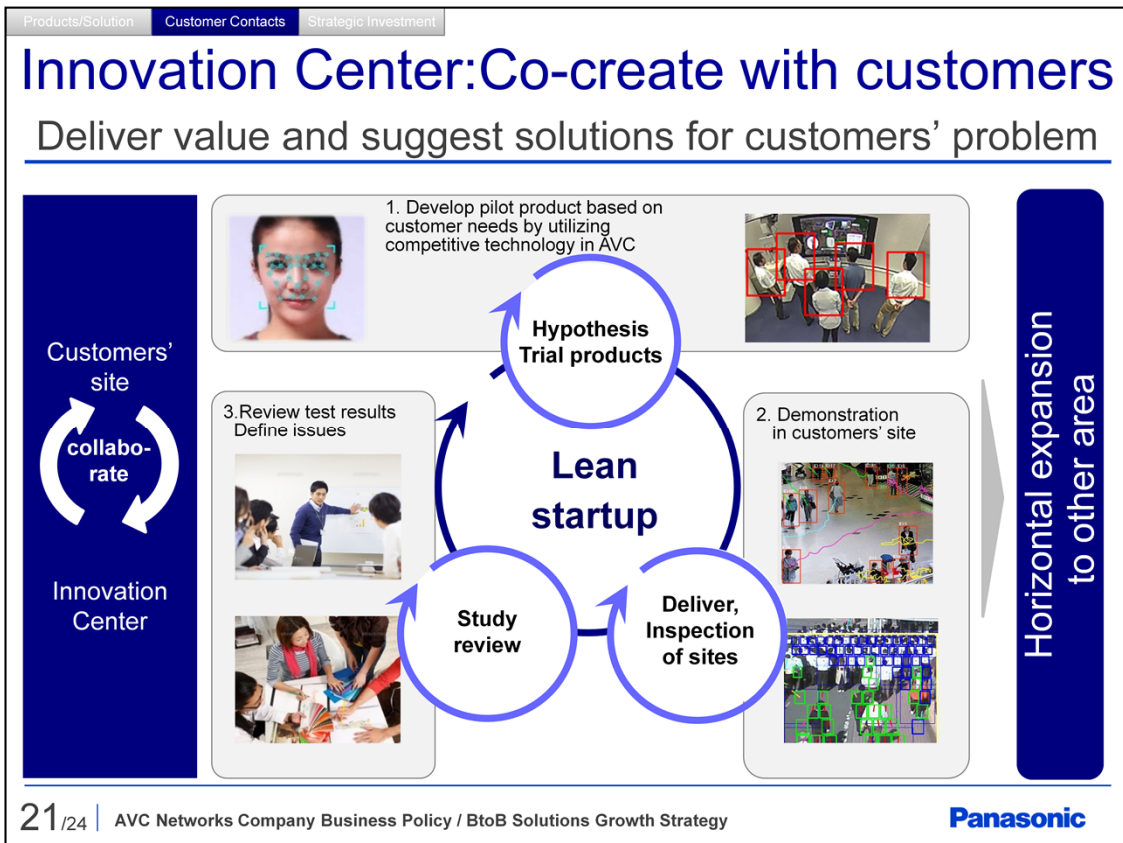 Products/Solution
Customer Contacts
Strategic Investment
Innovation Center:Co-create with customers
Deliver value and suggest solutions for customers’ problem
Customers’
site
collabo-
rate
Innovation
Center
1. Develop pilot product based on
customer needs by utilizing
competitive technology in AVC
Hypothesis
Trial products
3.Review test results
Define issues
Lean
startup
2. Demonstration
in customers’ site
Study
review
Deliver,
Inspection
of sites
Horizontal expansion
to other area
21/24
AVC Networks Company Business Policy / BtoB Solutions Growth Strategy
Panasonic